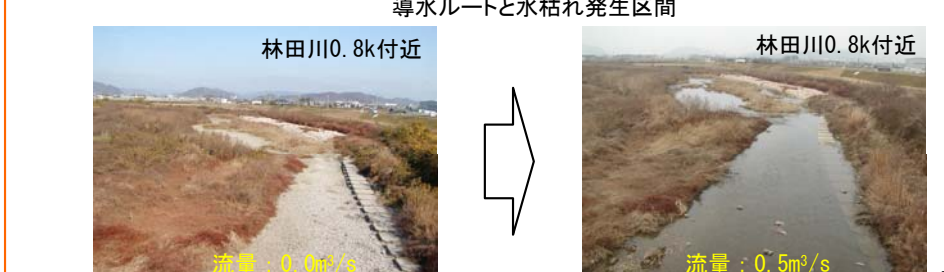 導水ルートと水枯れ発生区間
林田川0.8k付近
林田川0.8k付近
流量：0.0m³/s
流量：0.5m³/s